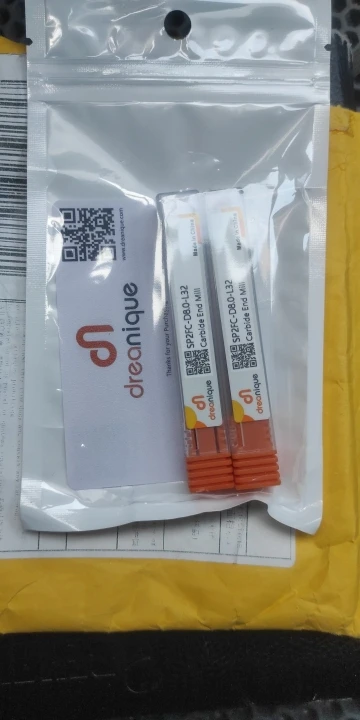 www.dreanique.com
dreanique
Thanks for your
Made in China
SP2FC-D8.0-L32
Carbide End Mill
dreanique
Made in China
SP2FC-D8.0-L32
Carbide End Mill
dreanique